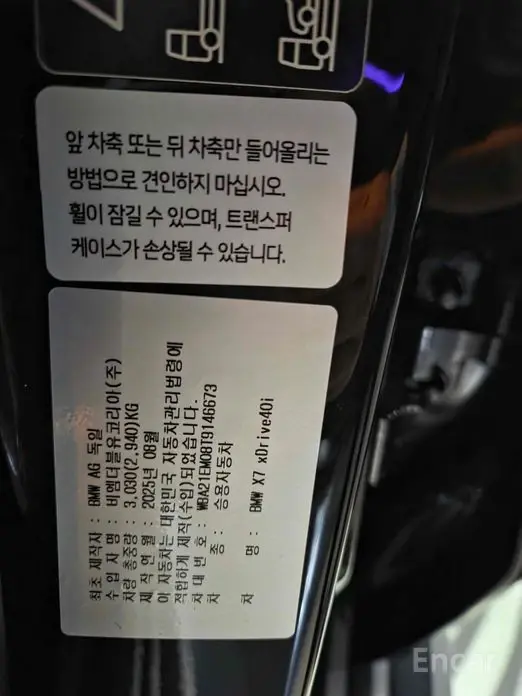 앞 차축 또는 뒤 차축만 들어올리는
방법으로 견인하지 마십시오.
휠이 잠길 수 있으며, 트랜스퍼
케이스가 손상될 수 있습니다.
최초 제작자 : BMW AG 독일
수 입 자 명 : 비엠더블유코리아(주)
차량 총중량 : 3,030(2,940)KG
제 작 연 월 : 2025년 08월
이 자동차는 대한민국 자동차관리법령에
적합하게 제작(수입)되었습니다.
차 대 번 호 : WBA21EM08T9146673
차 종 : 승용자동차
차 명 : BMW X7 xDrive40i
Encar